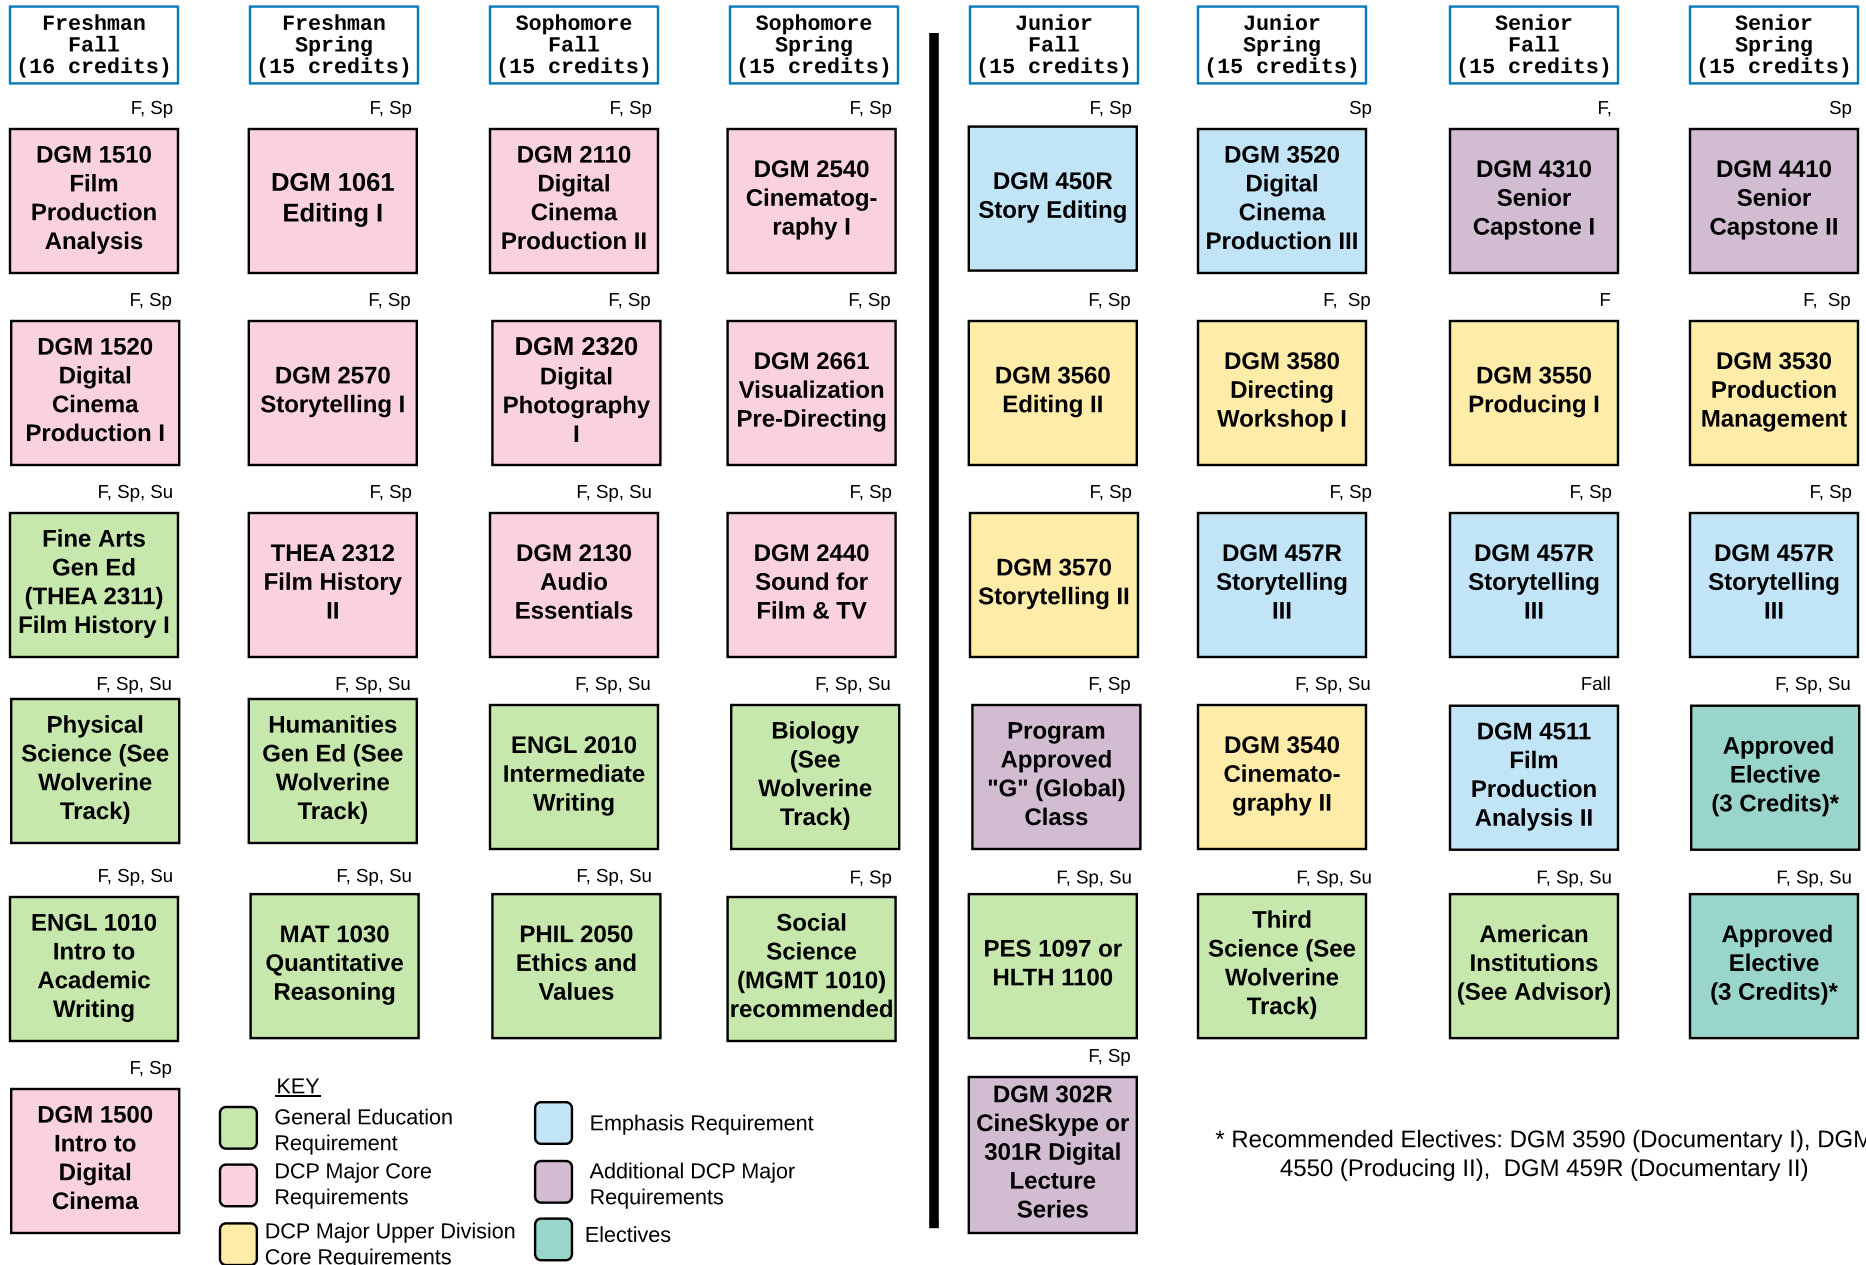 Freshman
Fall
(16 credits)
Freshman
Spring
(15 credits)
Sophomore
Fall
(15 credits)
Sophomore
Spring
(15 credits)
Junior
Fall
(15 credits)
Junior
Spring
(15 credits)
Senior
Fall
(15 credits)
Senior
Spring
(15 credits)
F, Sp
F, Sp
F, Sp
F, Sp
F, Sp
Sp
F,
Sp
DGM 1510
Film
Production
Analysis
DGM 1061
Editing I
DGM 2110
Digital
Cinema
Production II
DGM 2540
Cinematog-
raphy I
DGM 450R
Story Editing
DGM 3520
Digital
Cinema
Production III
DGM 4310
Senior
Capstone I
DGM 4410
Senior
Capstone II
F, Sp
F, Sp
F, Sp
F, Sp
F, Sp
F, Sp
F
F, Sp
DGM 1520
Digital
Cinema
Production I
DGM 2570
Storytelling I
DGM 2320
Digital
Photography
I
DGM 2661
Visualization
Pre-Directing
DGM 3560
Editing II
DGM 3580
Directing
Workshop I
DGM 3550
Producing I
DGM 3530
Production
Management
F, Sp, Su
F, Sp
F, Sp, Su
F, Sp
F, Sp
F, Sp
F, Sp
F, Sp
Fine Arts
Gen Ed
(THEA 2311)
Film History I
THEA 2312
Film History
II
DGM 2130
Audio
Essentials
DGM 2440
Sound for
Film & TV
DGM 3570
Storytelling II
DGM 457R
Storytelling
III
DGM 457R
Storytelling
III
DGM 457R
Storytelling
III
F, Sp, Su
F, Sp, Su
F, Sp, Su
F, Sp, Su
F, Sp
F, Sp, Su
Fall
F, Sp, Su
Physical
Science (See
Wolverine
Track)
Humanities
Gen Ed (See
Wolverine
Track)
ENGL 2010
Intermediate
Writing
Biology
(See
Wolverine
Track)
Program
Approved
"G" (Global)
Class
DGM 3540
Cinemato-
graphy II
DGM 4511
Film
Production
Analysis II
Approved
Elective
(3 Credits)*
F, Sp, Su
F, Sp, Su
F, Sp, Su
F, Sp
F, Sp, Su
F, Sp, Su
F, Sp, Su
F, Sp, Su
ENGL 1010
Intro to
Academic
Writing
MAT 1030
Quantitative
Reasoning
PHIL 2050
Ethics and
Values
Social
Science
(MGMT 1010)
recommended
PES 1097 or
HLTH 1100
Third
Science (See
Wolverine
Track)
American
Institutions
(See Advisor)
Approved
Elective
(3 Credits)*
F, Sp
F, Sp
DGM 1500
Intro to
Digital
Cinema
DGM 302R
CineSkype or
301R Digital
Lecture
Series
KEY
General Education
Requirement
DCP Major Core
Requirements
DCP Major Upper Division
Core Requirements
Emphasis Requirement
Additional DCP Major
Requirements
Electives
* Recommended Electives: DGM 3590 (Documentary I), DGM
4550 (Producing II), DGM 459R (Documentary II)